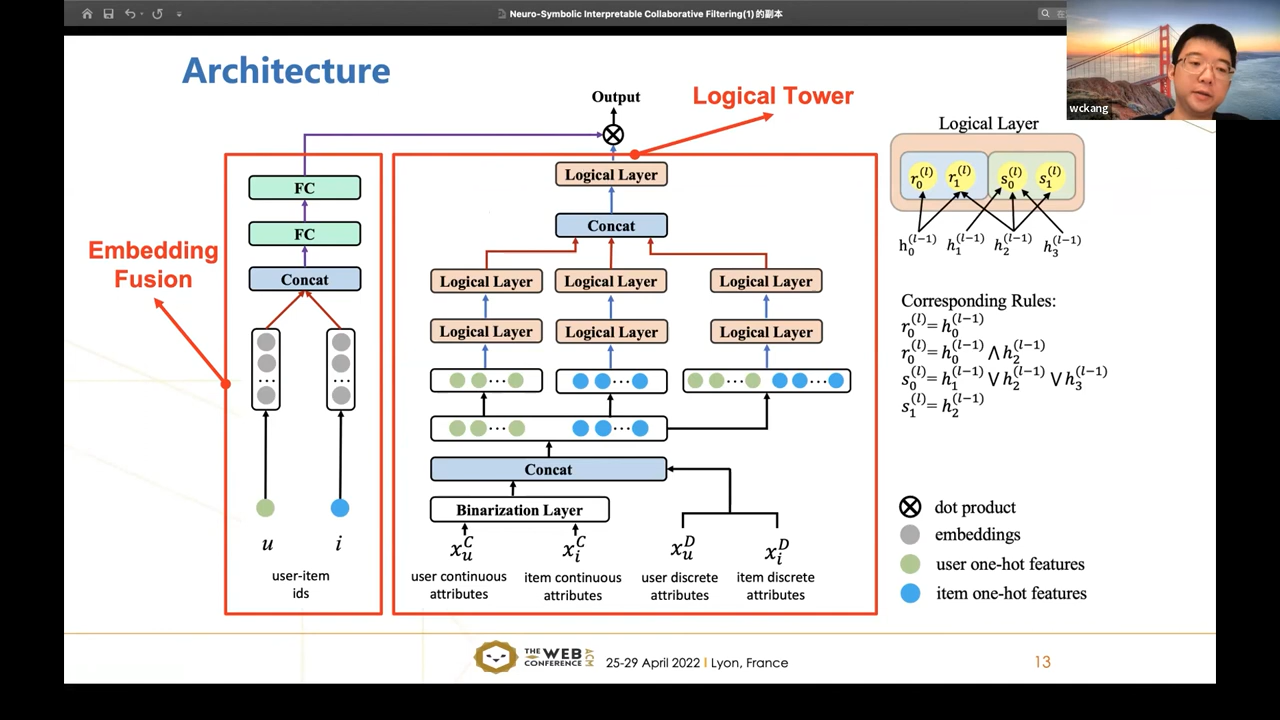 Neuro-Symbolic Interpretable Collaborative Filtering(1)的副本
wckang
Architecture
Output
Logical Tower
Embedding
Fusion
FC
FC
Concat
u
i
user-item
ids
Logical Layer
Concat
Logical Layer
Logical Layer
Logical Layer
Logical Layer
Logical Layer
Logical Layer
Concat
Binarization Layer
x_u^C
x_i^C
x_u^D
x_i^D
user continuous
attributes
item continuous
attributes
user discrete
attributes
item discrete
attributes
Logical Layer
r_0^(l) r_1^(l) s_0^(l) s_1^(l)
h_0^(l-1) h_1^(l-1) h_2^(l-1) h_3^(l-1)
Corresponding Rules:
r_0^(l) = h_0^(l-1)
r_0^(l) = h_0^(l-1) ∧ h_2^(l-1)
s_0^(l) = h_1^(l-1) ∨ h_2^(l-1) ∨ h_3^(l-1)
s_1^(l) = h_2^(l-1)
dot product
embeddings
user one-hot features
item one-hot features
THE WEB CONFERENCE ACM
25-29 April 2022 | Lyon, France
13